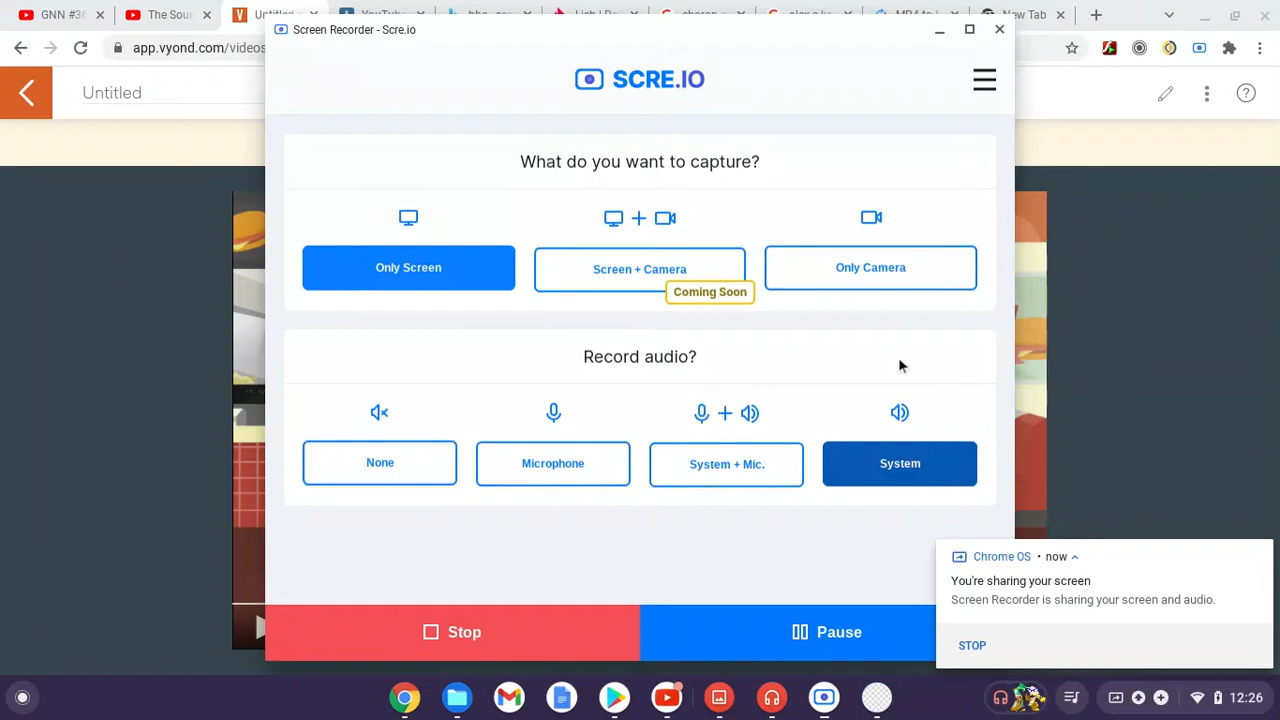 GNN #36
The Soun
Untitled
New Tab
app.vyond.com/videos
Untitled
Screen Recorder - Scre.io
SCRE.IO
What do you want to capture?
Only Screen
Screen + Camera
Only Camera
Coming Soon
Record audio?
None
Microphone
System + Mic.
System
Stop
Pause
Chrome OS • now
You're sharing your screen
Screen Recorder is sharing your screen and audio.
STOP
12:26